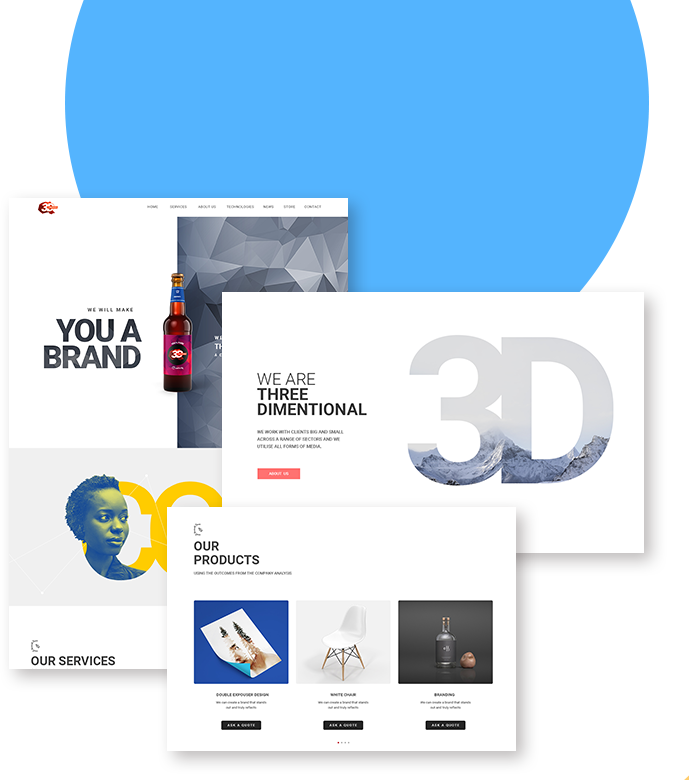 HOME SERVICES ABOUT US TECHNOLOGIES NEWS STORE CONTACT
WE WILL MAKE
YOU A
BRAND
30
WE ARE
THREE
DIMENTIONAL
WE WORK WITH CLIENTS BIG AND SMALL
ACROSS A RANGE OF SECTORS AND WE
UTILISE ALL FORMS OF MEDIA.
ABOUT US
3D
CO
OUR SERVICES
OUR
PRODUCTS
USING THE OUTCOMES FROM THE COMPANY ANALYSIS
DOUBLE EXPOUSER DESIGN
We can create a brand that stands
out and truly reflects
ASK A QUOTE
WHITE CHAIR
We can create a brand that stands
out and truly reflects
ASK A QUOTE
BRANDING
We can create a brand that stands
out and truly reflects
ASK A QUOTE